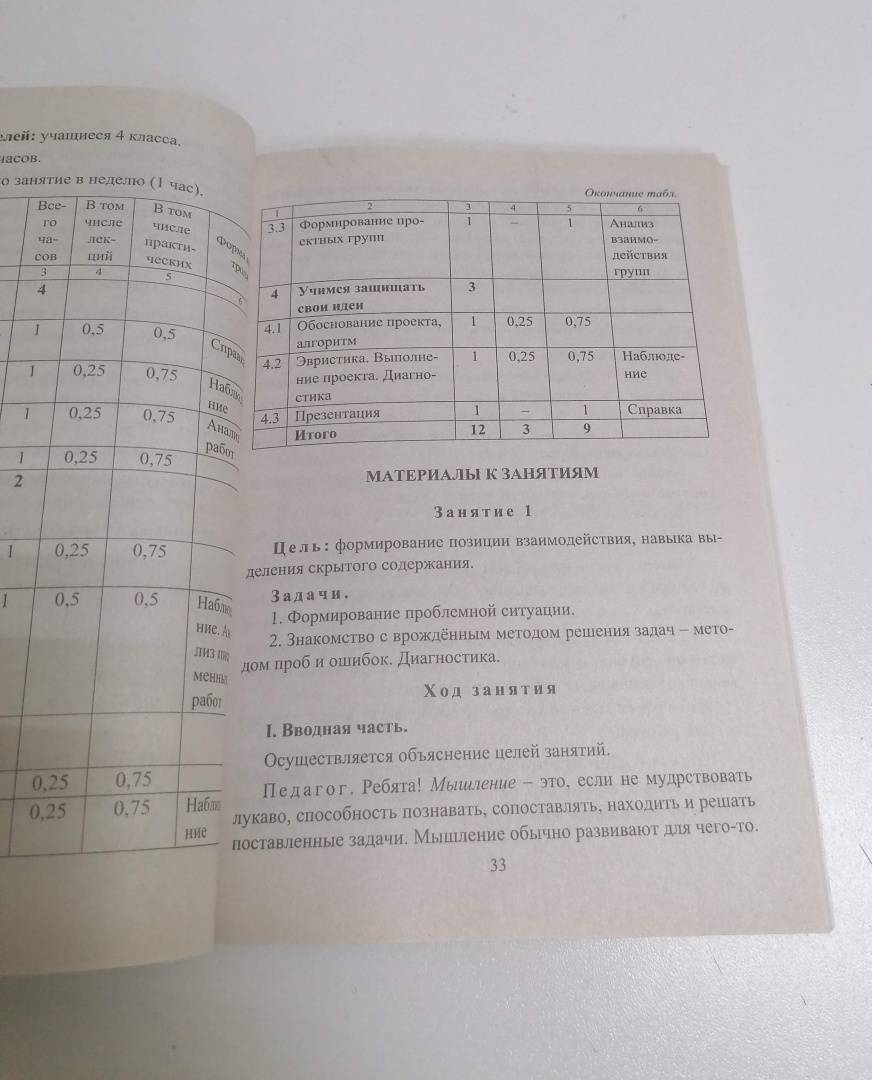 елей: учащиеся 4 класса.
часов.
о занятие в неделю (1 час).
Все- В том В том
го числе числе
ча- лек- практи-
сов ций ческих
3 4 5 6
4
1 0,5 0,5
1 0,25 0,75
ние
1 0,25 0,75
работ
1 0,25 0,75
2
1 0,25 0,75
1 0,5 0,5
ние.
работ
0,25 0,75
0,25 0,75
ние
Окончание табл.
1 2 3 4 5 6
3.3 Формирование про- 1 – 1 Анализ
ектных групп взаимо-
действия
групп
4 Учимся защищать 3
свои идеи
4.1 Обоснование проекта, 1 0,25 0,75
алгоритм
4.2 Эвристика. Выполне- 1 0,25 0,75 Наблюде-
ние проекта. Диагно- ние
стика
4.3 Презентация 1 – 1 Справка
Итого 12 3 9
МАТЕРИАЛЫ К ЗАНЯТИЯМ
Занятие 1
Цель: формирование позиции взаимодействия, навыка вы-
деления скрытого содержания.
Задачи.
1. Формирование проблемной ситуации.
2. Знакомство с врождённым методом решения задач – мето-
дом проб и ошибок. Диагностика.
Ход занятия
I. Вводная часть.
Осуществляется объяснение целей занятий.
Педагог. Ребята! Мышление – это, если не мудрствовать
лукаво, способность познавать, сопоставлять, находить и решать
поставленные задачи. Мышление обычно развивают для чего-то.
33